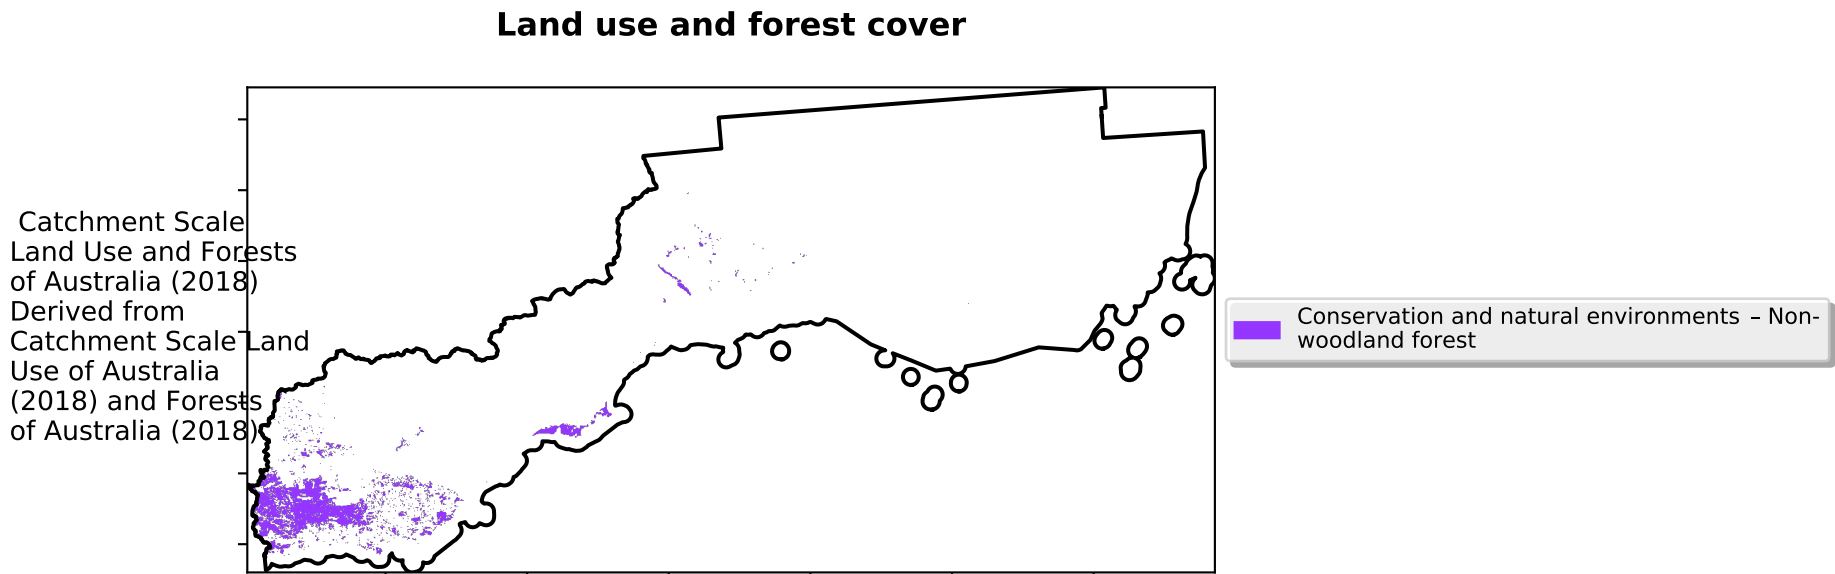 Land use and forest cover
Catchment Scale
Land Use and Forests
of Australia (2018)
Derived from
Catchment Scale Land
Use of Australia
(2018) and Forests
of Australia (2018)
Conservation and natural environments – Non-
woodland forest